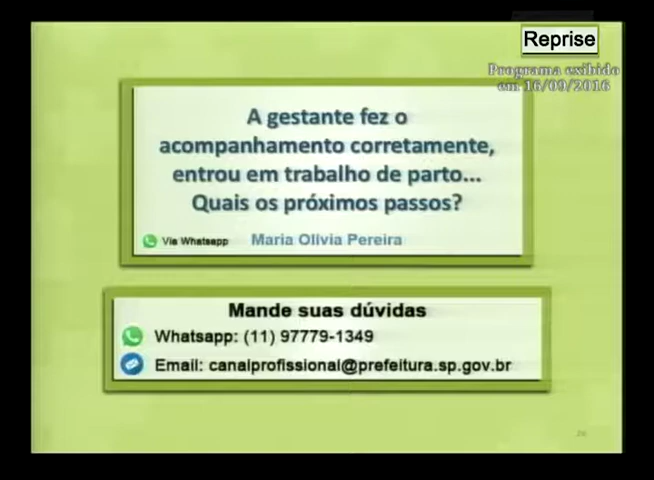 Reprise
Programa exibido
em 16/09/2016
A gestante fez o
acompanhamento corretamente,
entrou em trabalho de parto...
Quais os próximos passos?
Via Whatsapp Maria Olivia Pereira
Mande suas dúvidas
Whatsapp: (11) 97779-1349
Email: canalprofissional@prefeitura.sp.gov.br